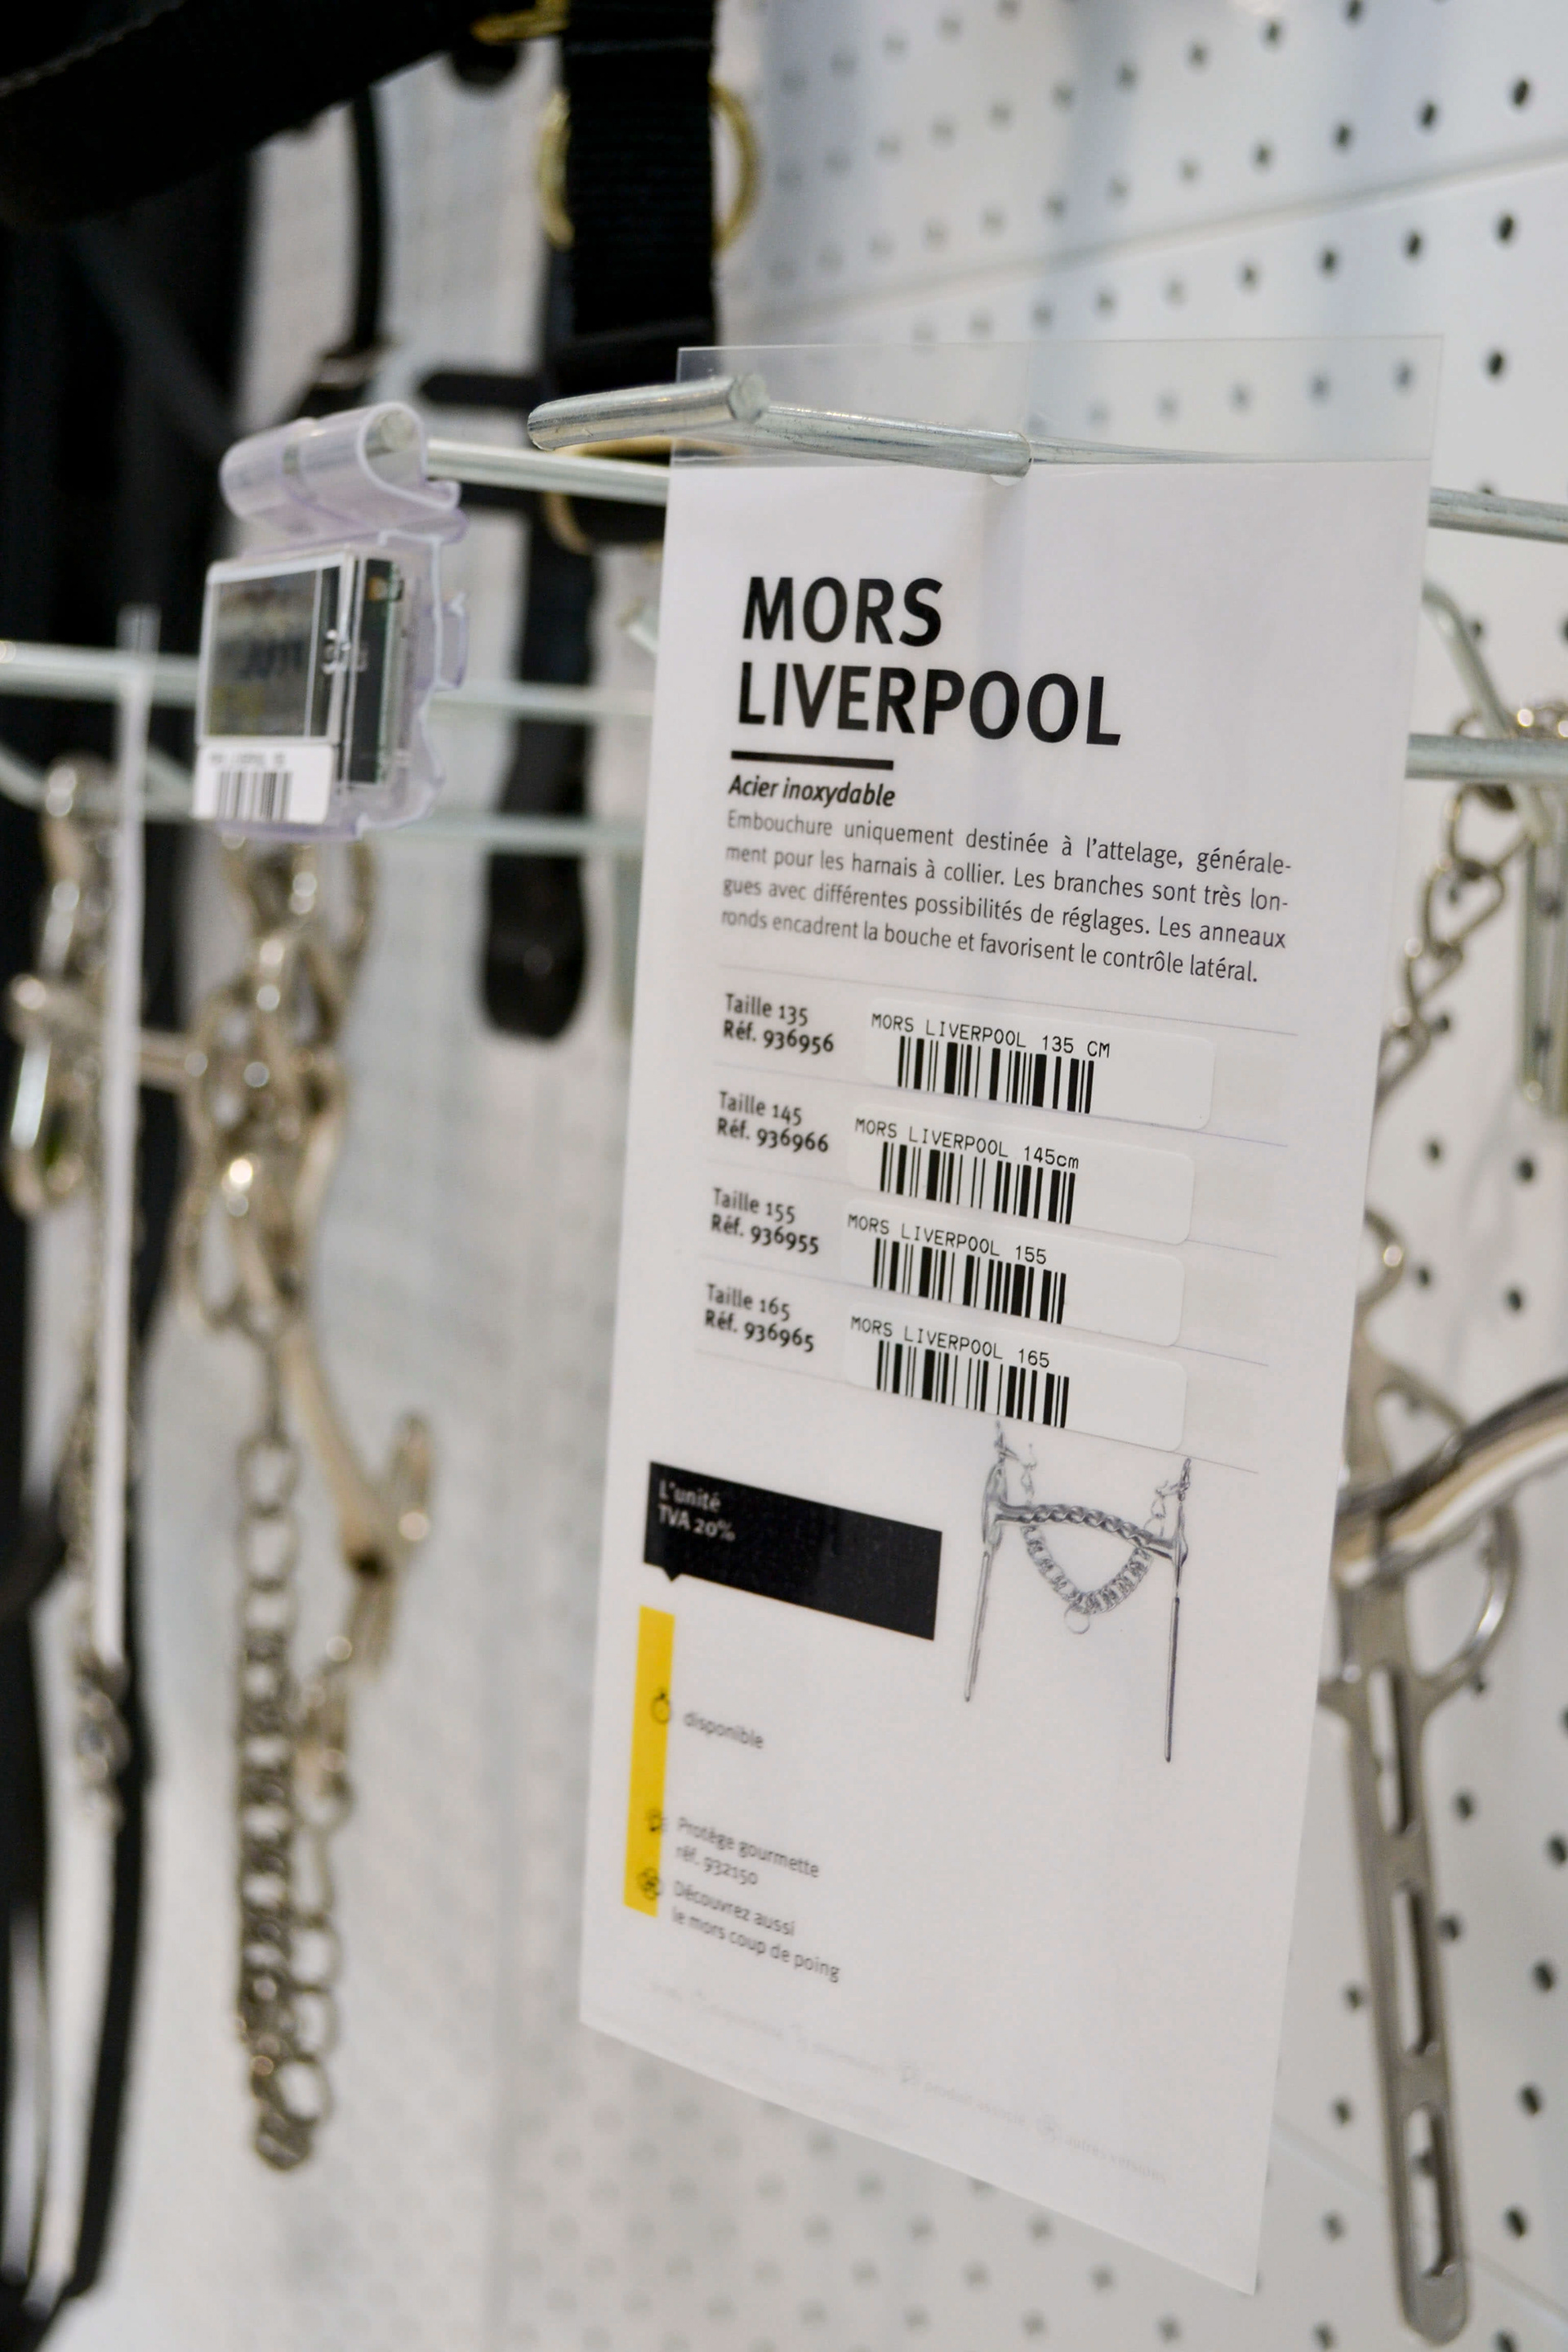 MORS
LIVERPOOL
Acier inoxydable
Embouchure uniquement destinée à l'attelage, générale-
ment pour les harnais à collier. Les branches sont très lon-
gues avec différentes possibilités de réglages. Les anneaux
ronds encadrent la bouche et favorisent le contrôle latéral.
Taille 135
Réf. 936956
MORS LIVERPOOL 135 CM
Taille 145
Réf. 936966
MORS LIVERPOOL 145cm
Taille 155
Réf. 936955
MORS LIVERPOOL 155
Taille 165
Réf. 936965
MORS LIVERPOOL 165
L'unité
TVA 20%
disponible
Protège gourmette
réf. 932150
Découvrez aussi
le mors coup de poing